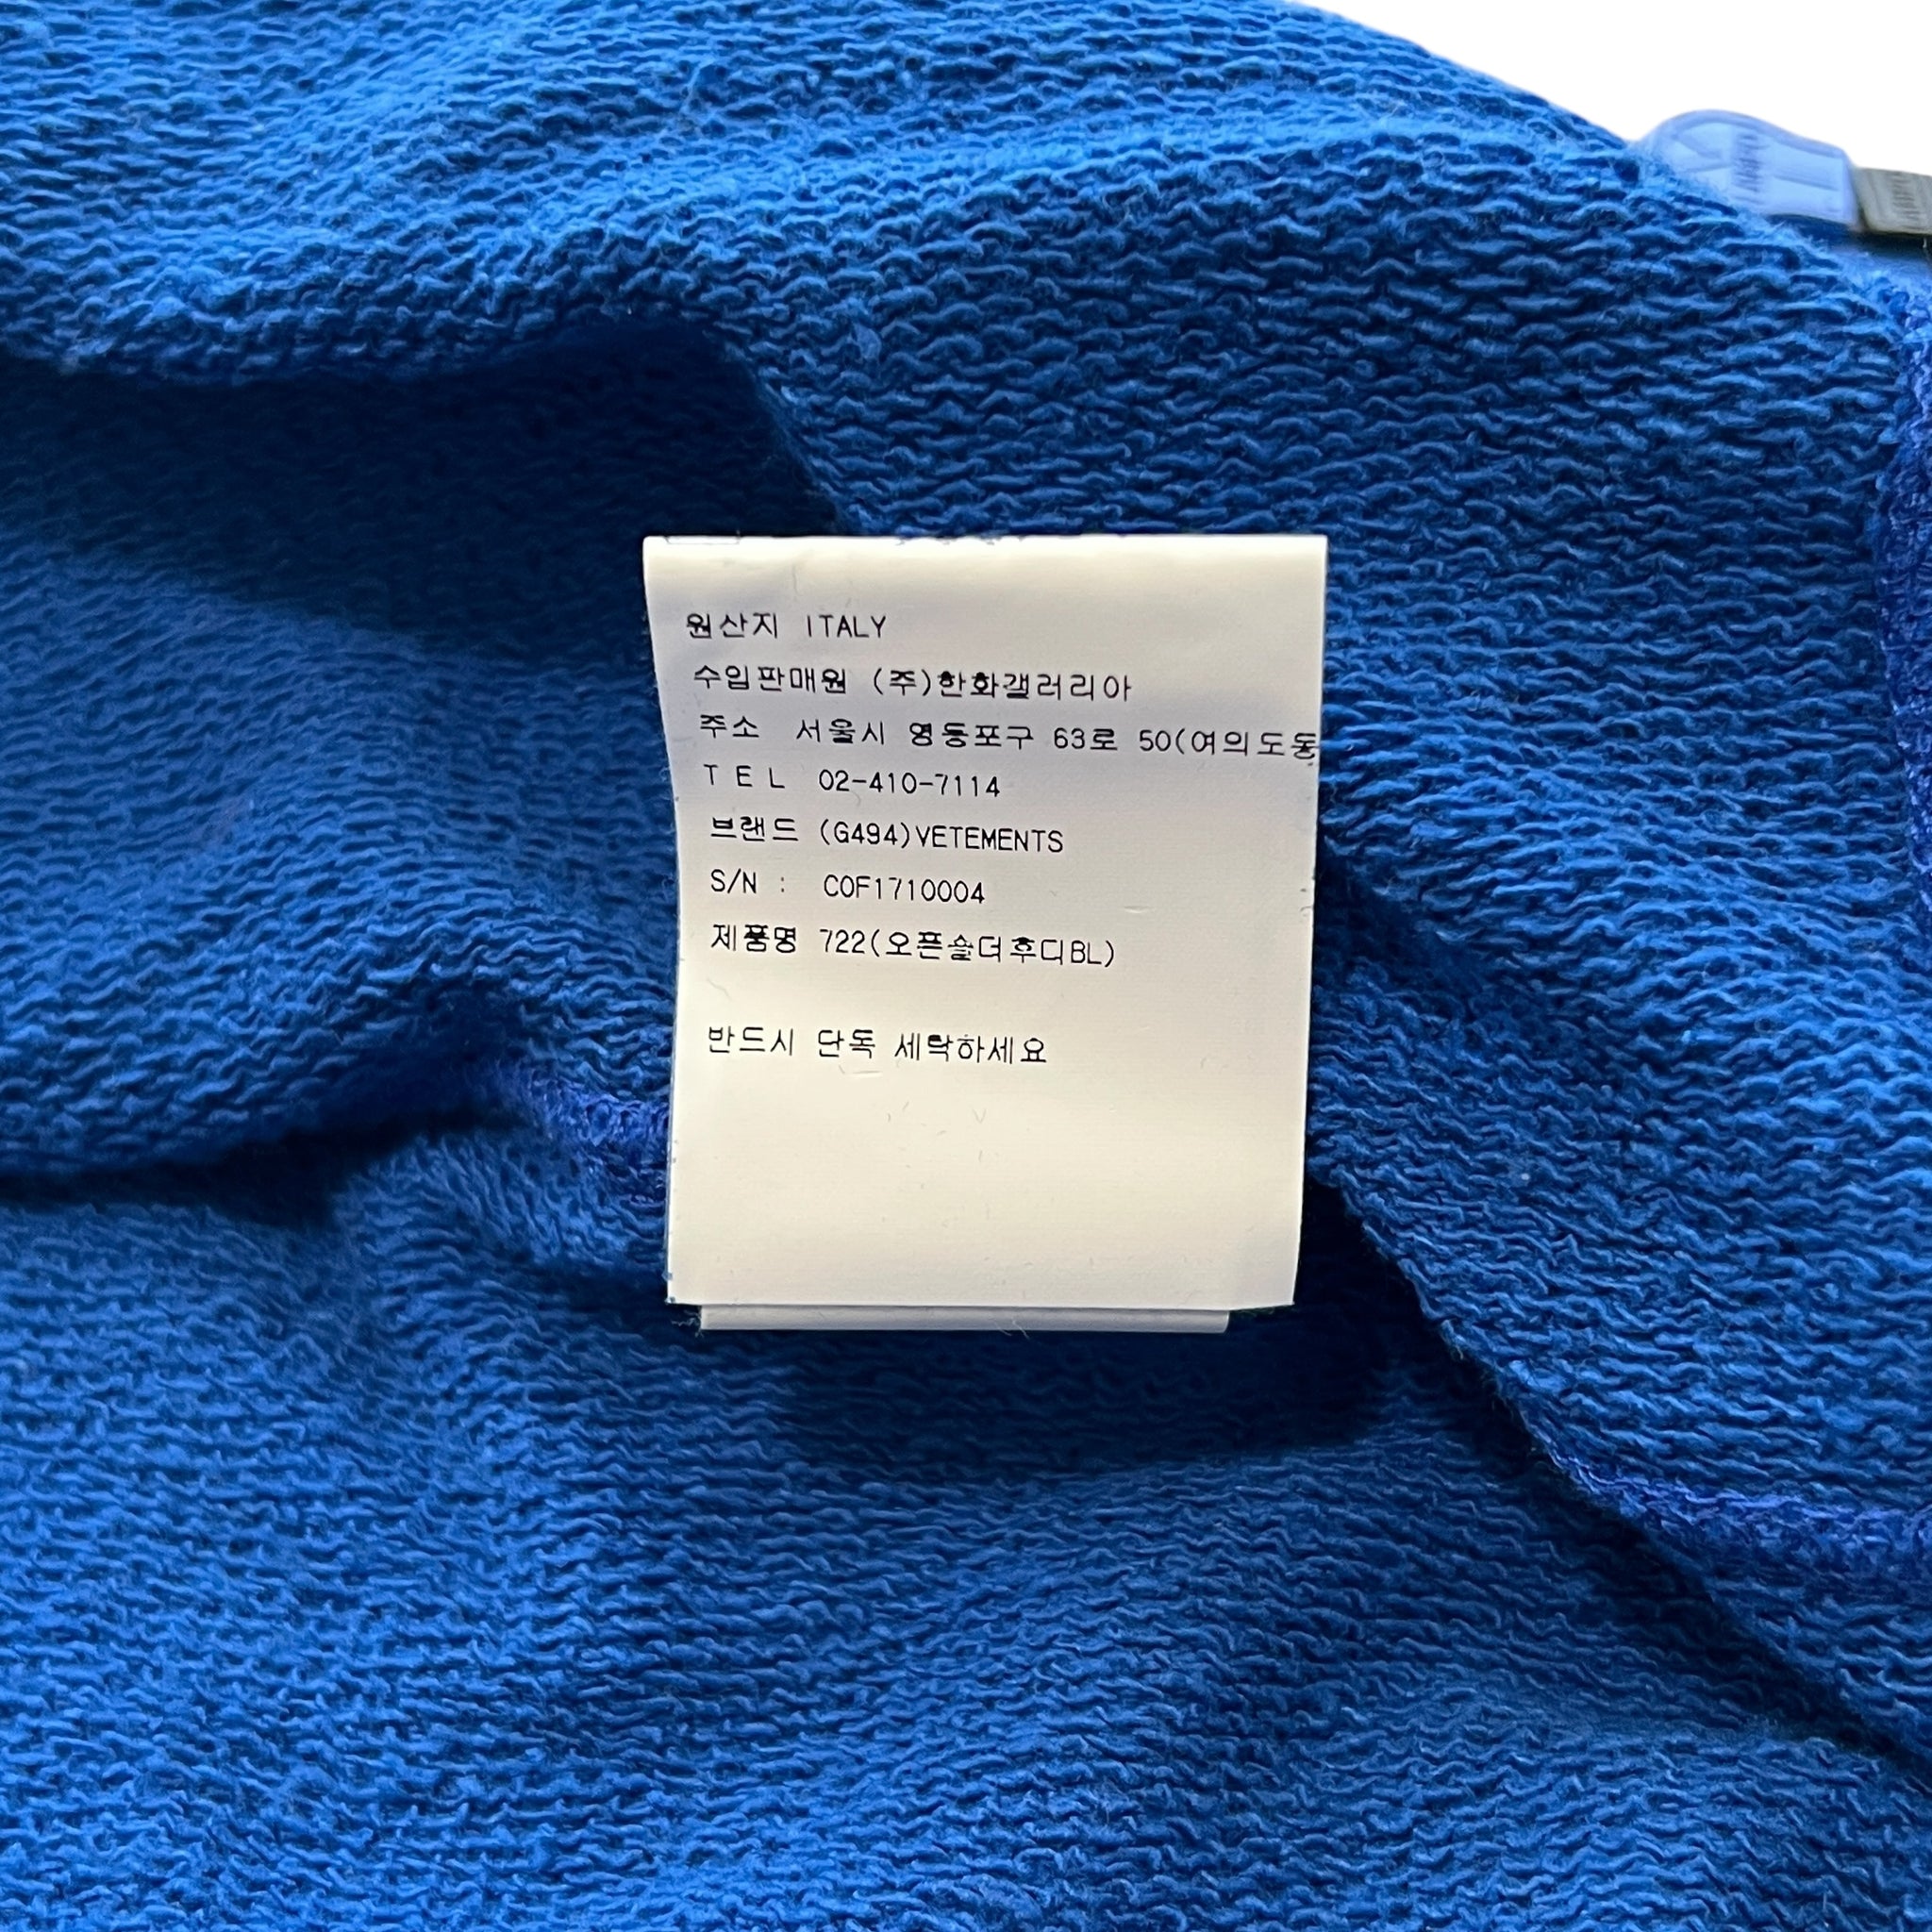 원산지 ITALY
수입판매원 (주)한화갤러리아
주소 서울시 영등포구 63로 50(여의도동
TEL 02-410-7114
브랜드 (G494)VETEMENTS
S/N : COF1710004
제품명 722(오픈숄더후디BL)
반드시 단독 세탁하세요